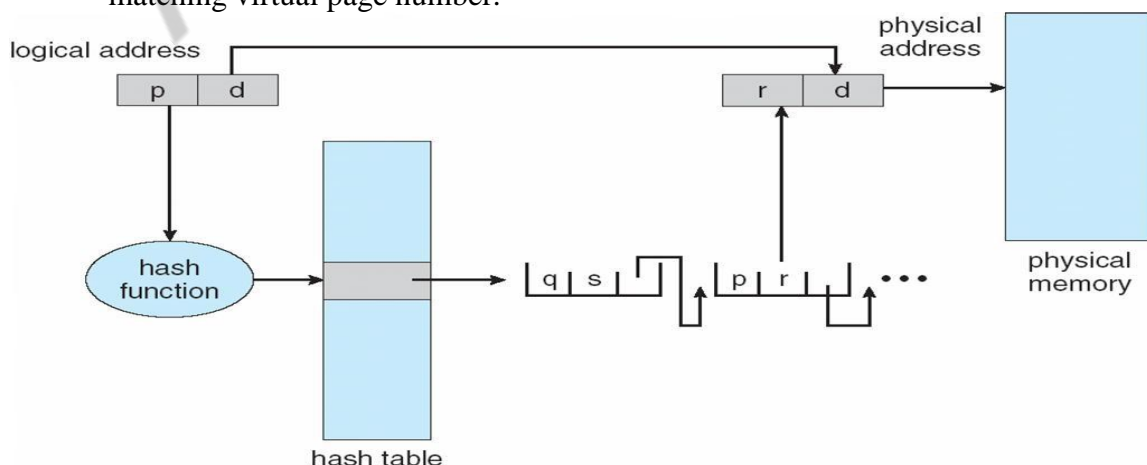 matching virtual page number.
logical address
physical
address
p d
r d
hash
function
q s
p r
•••
physical
memory
hash table